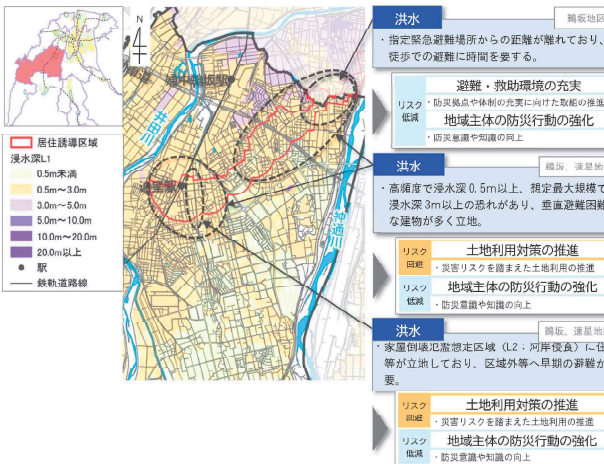 N
居住誘導区域
浸水深L1
0.5m未満
0.5m～3.0m
3.0m～5.0m
5.0m～10.0m
10.0m～20.0m
20.0m以上
駅
鉄軌道路線
井田川
神通川
洪水
鵜坂地区
・指定緊急避難場所からの距離が離れており、
徒歩での避難に時間を要する。
リスク
低減
避難・救助環境の充実
・防災拠点や体制の充実に向けた取組の推進
地域主体の防災行動の強化
・防災意識や知識の向上
洪水
鵜坂、速星地
・高頻度で浸水深0.5m以上、想定最大規模で
浸水深3m以上の恐れがあり、垂直避難困難
な建物が多く立地。
リスク
回避
土地利用対策の推進
・災害リスクを踏まえた土地利用の推進
リスク
低減
地域主体の防災行動の強化
・防災意識や知識の向上
洪水
鵜坂、速星地
・家屋倒壊氾濫想定区域（L2：河岸侵食）に住
等が立地しており、区域外等へ早期の避難が
要。
リスク
回避
土地利用対策の推進
・災害リスクを踏まえた土地利用の推進
リスク
低減
地域主体の防災行動の強化
・防災意識や知識の向上